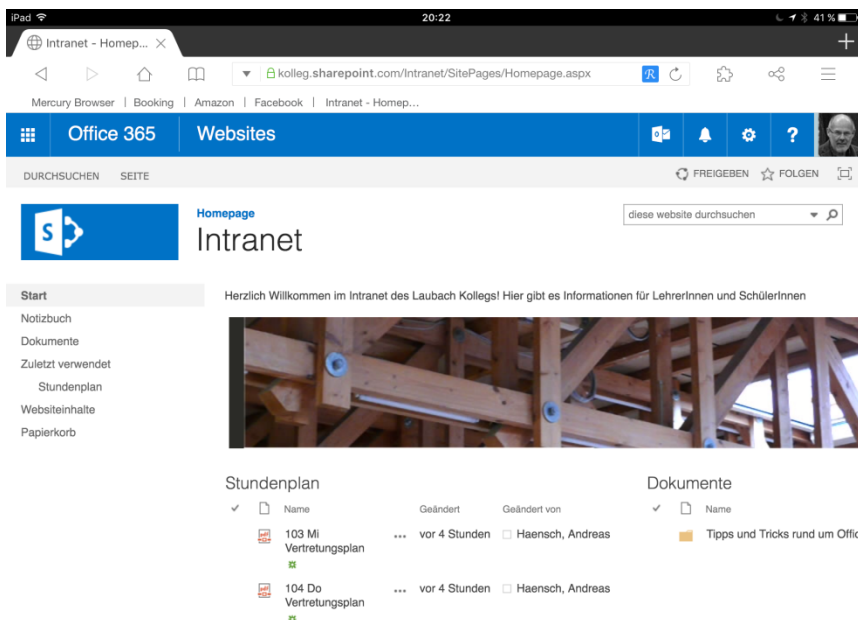 iPad 20:22 41 %
Intranet - Homep...
kolleg.sharepoint.com/Intranet/SitePages/Homepage.aspx
Mercury Browser | Booking | Amazon | Facebook | Intranet - Homep...
Office 365 Websites
DURCHSUCHEN SEITE FREIGEBEN FOLGEN
Homepage
Intranet
diese website durchsuchen
Start
Notizbuch
Dokumente
Zuletzt verwendet
Stundenplan
Websiteinhalte
Papierkorb
Herzlich Willkommen im Intranet des Laubach Kollegs! Hier gibt es Informationen für LehrerInnen und SchülerInnen
Stundenplan
Name Geändert Geändert von
103 Mi Vertretungsplan ... vor 4 Stunden Haensch, Andreas
104 Do Vertretungsplan ... vor 4 Stunden Haensch, Andreas
Dokumente
Name
Tipps und Tricks rund um Offic